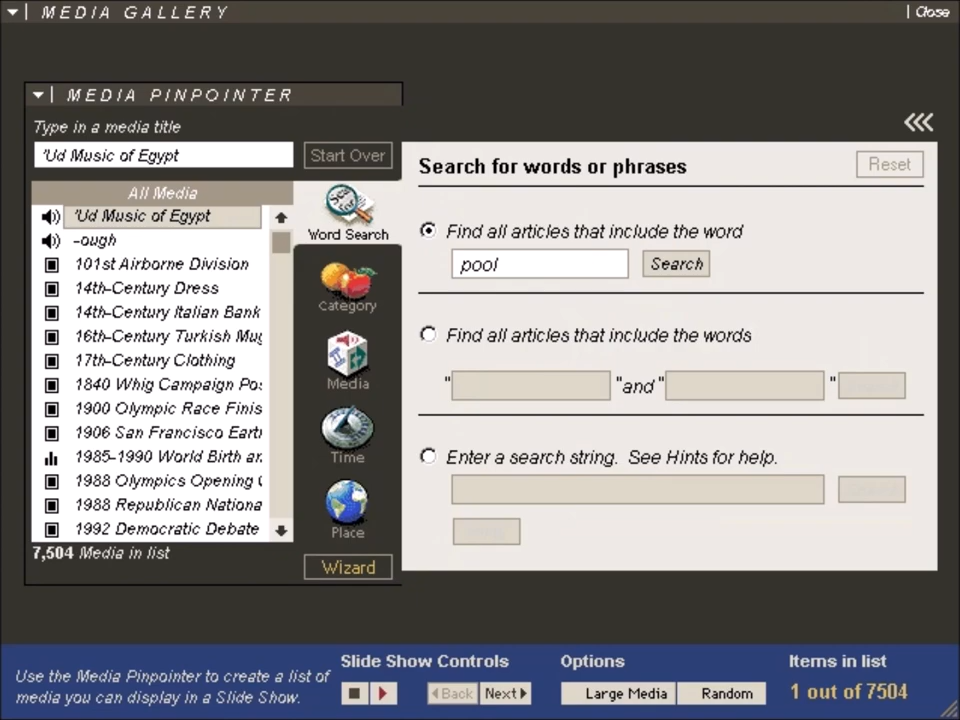 MEDIA GALLERY
Close
MEDIA PINPOINTER
Type in a media title
'Ud Music of Egypt
Start Over
All Media
'Ud Music of Egypt
-ough
101st Airborne Division
14th-Century Dress
14th-Century Italian Bank
16th-Century Turkish Mug
17th-Century Clothing
1840 Whig Campaign Pos
1900 Olympic Race Finis
1906 San Francisco Eart
1985-1990 World Birth an
1988 Olympics Opening
1988 Republican Nationa
1992 Democratic Debate
7,504 Media in list
Word Search
Category
Media
Time
Place
Wizard
Search for words or phrases
Reset
Find all articles that include the word
pool
Search
Find all articles that include the words
" " and " "
Enter a search string. See Hints for help.
Use the Media Pinpointer to create a list of
media you can display in a Slide Show.
Slide Show Controls
Back
Next
Options
Large Media
Random
Items in list
1 out of 7504